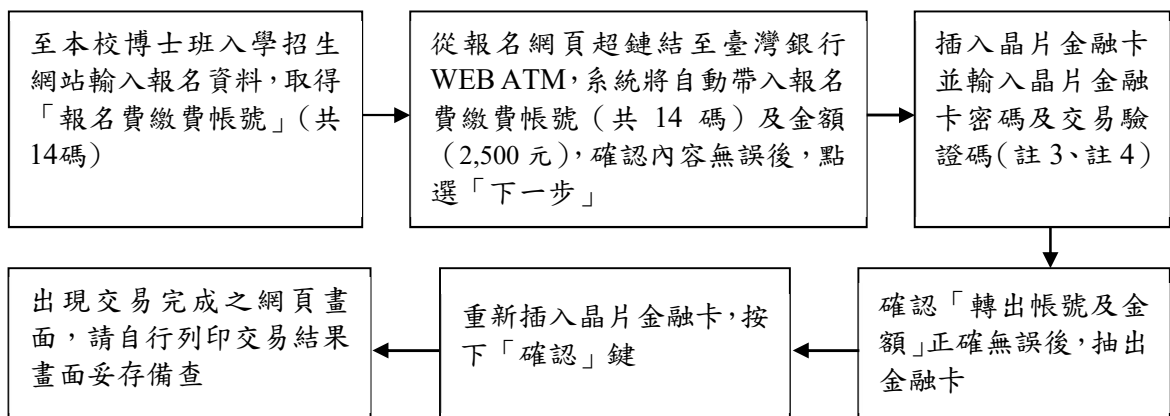 至本校博士班入學招生
網站輸入報名資料，取得
「報名費繳費帳號」（共
14碼）
從報名網頁超鏈結至臺灣銀行
WEB ATM，系統將自動帶入報名
費繳費帳號（共 14 碼）及金額
（2,500 元），確認內容無誤後，點
選「下一步」
插入晶片金融卡
並輸入晶片金融
卡密碼及交易驗
證碼（註 3、註 4）
確認「轉出帳號及金
額」正確無誤後，抽出
金融卡
重新插入晶片金融卡，按
下「確認」鍵
出現交易完成之網頁畫
面，請自行列印交易結果
畫面妥存備查